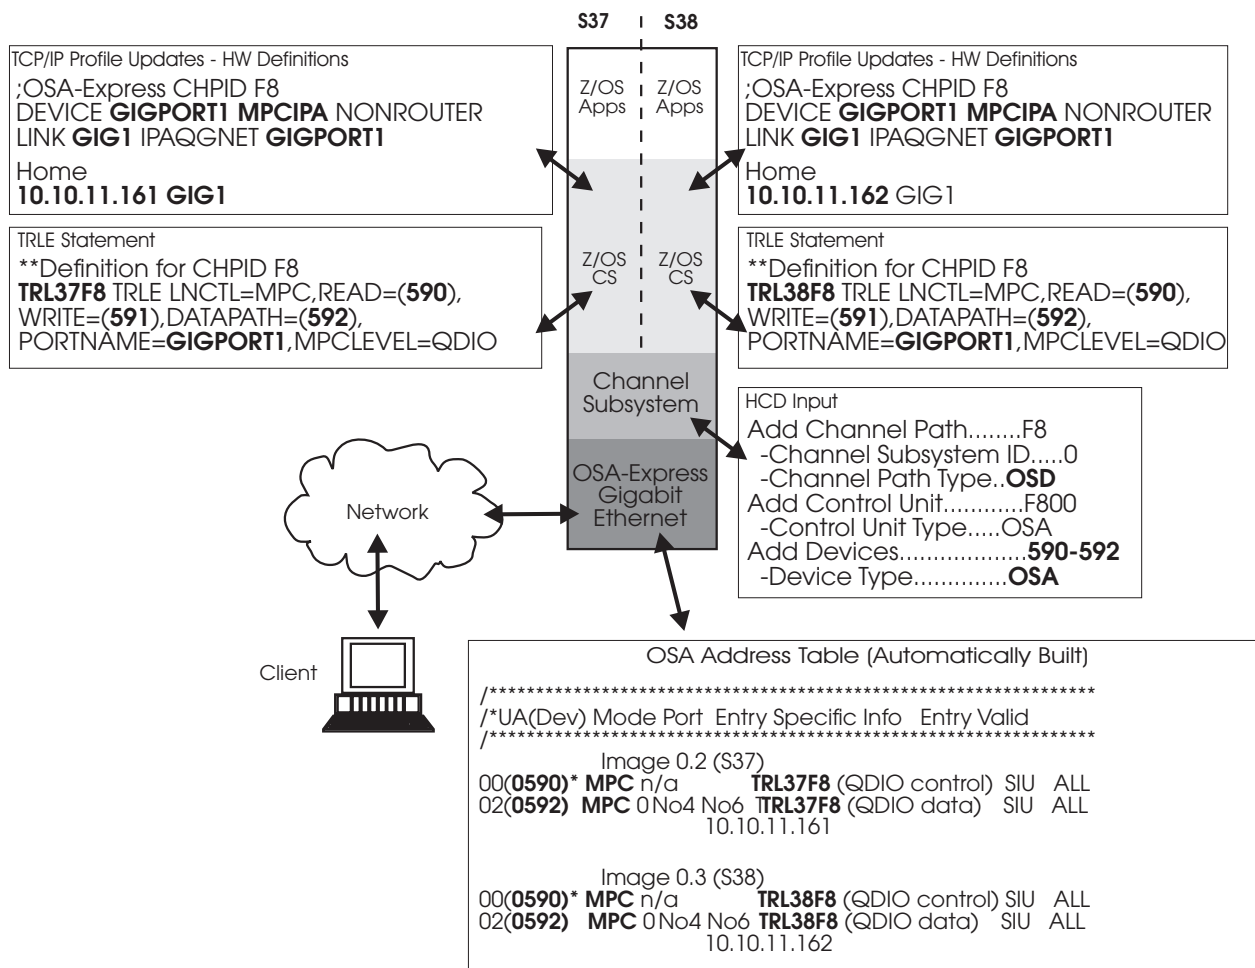 S37
S38
TCP/IP Profile Updates - HW Definitions
;OSA-Express CHPID F8
DEVICE GIGPORT1 MPCIPA NONROUTER
LINK GIG1 IPAQGNET GIGPORT1
Home
10.10.11.161 GIG1
Z/OS
Apps
Z/OS
Apps
TCP/IP Profile Updates - HW Definitions
;OSA-Express CHPID F8
DEVICE GIGPORT1 MPCIPA NONROUTER
LINK GIG1 IPAQGNET GIGPORT1
Home
10.10.11.162 GIG1
TRLE Statement
**Definition for CHPID F8
TRL37F8 TRLE LNCTL=MPC,READ=(590),
WRITE=(591),DATAPATH=(592),
PORTNAME=GIGPORT1,MPCLEVEL=QDIO
Z/OS
CS
Z/OS
CS
TRLE Statement
**Definition for CHPID F8
TRL38F8 TRLE LNCTL=MPC,READ=(590),
WRITE=(591),DATAPATH=(592),
PORTNAME=GIGPORT1,MPCLEVEL=QDIO
Channel
Subsystem
HCD Input
Add Channel Path........F8
-Channel Subsystem ID.....0
-Channel Path Type..OSD
Add Control Unit............F800
-Control Unit Type.....OSA
Add Devices...................590-592
-Device Type..............OSA
OSA-Express
Gigabit
Ethernet
Network
Client
OSA Address Table (Automatically Built)
/*****************************************************************
/*UA(Dev) Mode Port Entry Specific Info Entry Valid
/*****************************************************************
Image 0.2 (S37)
00(0590)* MPC n/a TRL37F8 (QDIO control) SIU ALL
02(0592) MPC 0 No4 No6 TTRL37F8 (QDIO data) SIU ALL
10.10.11.161
Image 0.3 (S38)
00(0590)* MPC n/a TRL38F8 (QDIO control) SIU ALL
02(0592) MPC 0 No4 No6 TRL38F8 (QDIO data) SIU ALL
10.10.11.162